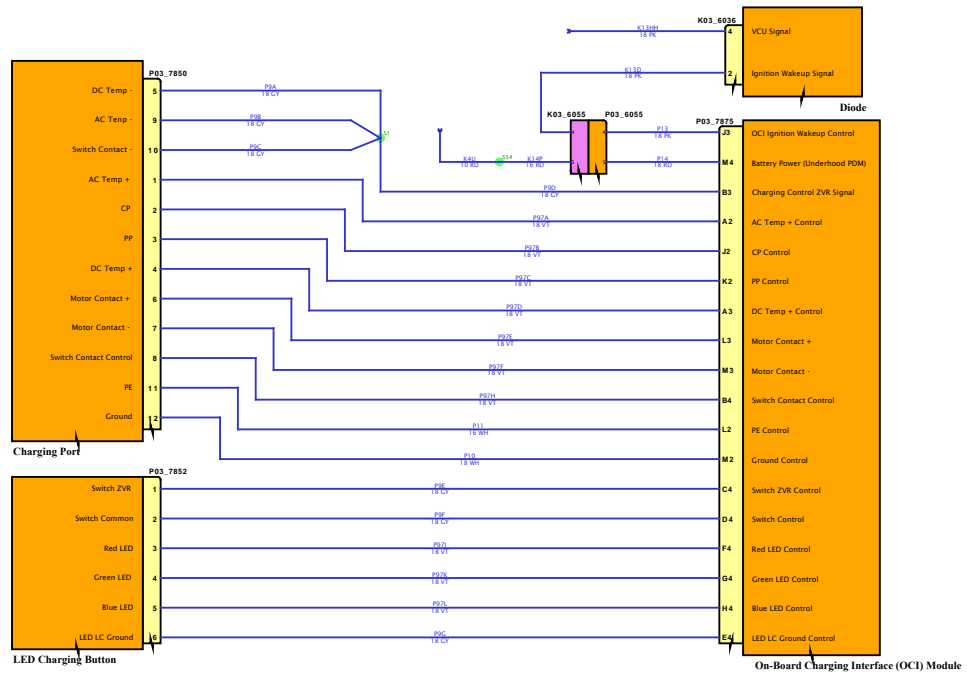 K03_6036
4 VCU Signal
K13HH
18 PK
2 Ignition Wakeup Signal
K13D
18 PK
Diode
P03_7850
DC Temp - 5
P9A
18 GY
AC Tenp - 9
P9B
18 GY
Switch Contact - 10
P9C
18 GY
S1
AC Temp + 1
CP 2
PP 3
DC Temp + 4
Motor Contact + 6
Motor Contact - 7
Switch Contact Control 8
PE 11
Ground 12
Charging Port
K03_6055 P03_6055
K4U
10 RD
S34
K14P
16 RD
P13
18 PK
P14
18 RD
P9D
18 GY
P97A
18 VT
P97B
18 VT
P97C
18 VT
P97D
18 VT
P97E
18 VT
P97F
18 VT
P97H
18 VT
P11
16 WH
P10
18 WH
P03_7875
J3 OCI Ignition Wakeup Control
M4 Battery Power (Underhood PDM)
B3 Charging Control ZVR Signal
A2 AC Temp + Control
J2 CP Control
K2 PP Control
A3 DC Temp + Control
L3 Motor Contact +
M3 Motor Contact -
B4 Switch Contact Control
L2 PE Control
M2 Ground Control
C4 Switch ZVR Control
D4 Switch Control
F4 Red LED Control
G4 Green LED Control
H4 Blue LED Control
E4 LED LC Ground Control
On-Board Charging Interface (OCI) Module
P03_7852
Switch ZVR 1
P9E
18 GY
Switch Common 2
P9F
18 GY
Red LED 3
P97J
18 VT
Green LED 4
P97K
18 VT
Blue LED 5
P97L
18 VT
LED LC Ground 6
P9G
18 GY
LED Charging Button